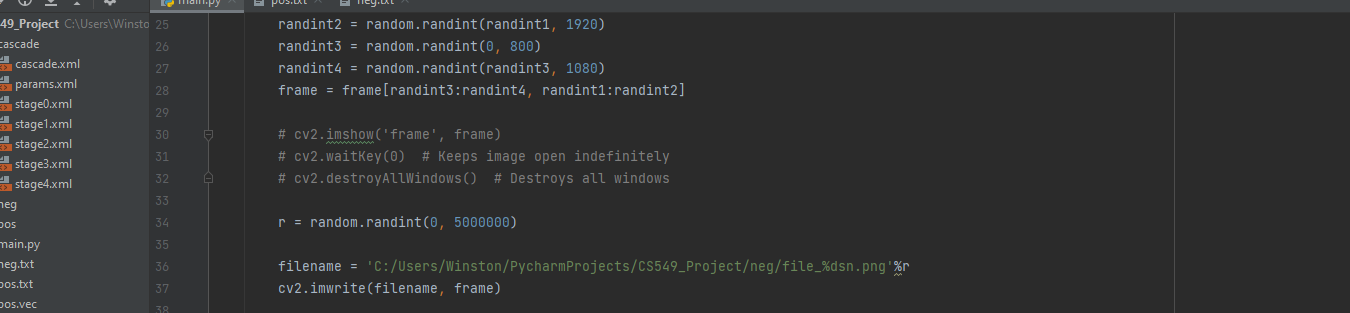 main.py
pos.txt
neg.txt
49_Project C:\Users\Winsto
cascade
cascade.xml
params.xml
stage0.xml
stage1.xml
stage2.xml
stage3.xml
stage4.xml
neg
pos
main.py
neg.txt
pos.txt
pos.vec
25 randint2 = random.randint(randint1, 1920)
26 randint3 = random.randint(0, 800)
27 randint4 = random.randint(randint3, 1080)
28 frame = frame[randint3:randint4, randint1:randint2]
29
30 # cv2.imshow('frame', frame)
31 # cv2.waitKey(0)  # Keeps image open indefinitely
32 # cv2.destroyAllWindows()  # Destroys all windows
33
34 r = random.randint(0, 5000000)
35
36 filename = 'C:/Users/Winston/PycharmProjects/CS549_Project/neg/file_%dsn.png'%r
37 cv2.imwrite(filename, frame)
38